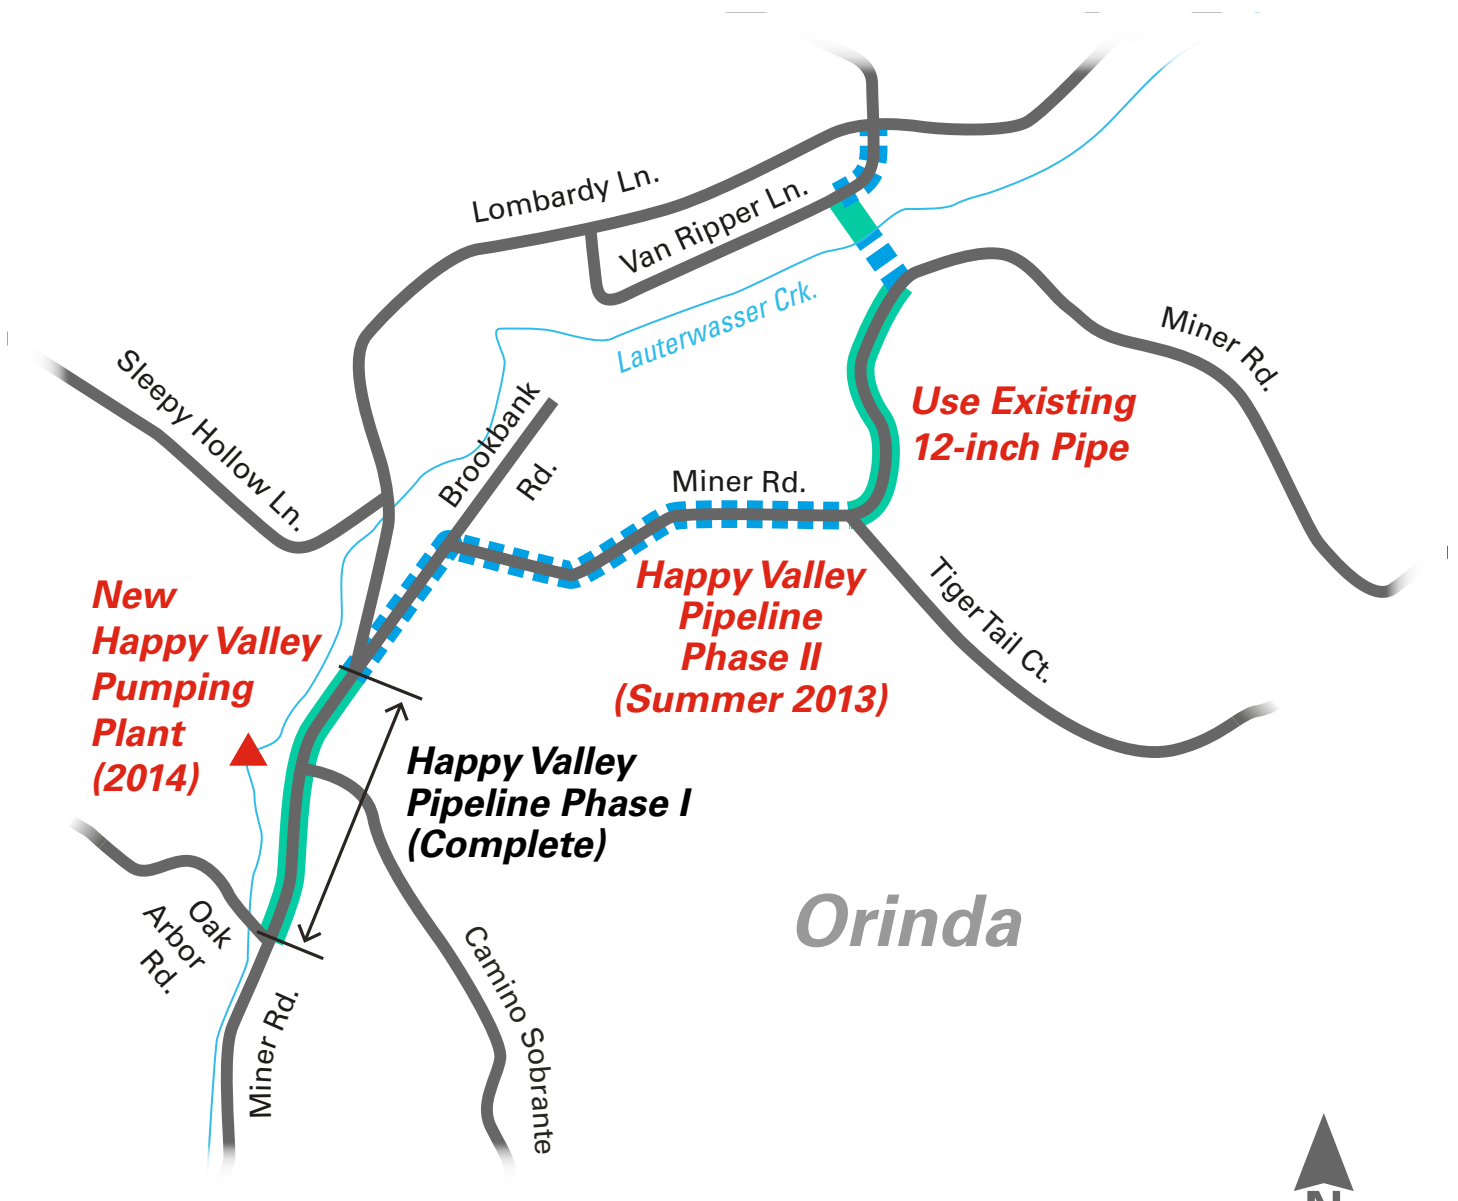 Lombardy Ln.
Van Ripper Ln.
Lauterwasser Crk.
Miner Rd.
Sleepy Hollow Ln.
Brookbank
Rd.
Use Existing
12-inch Pipe
Miner Rd.
Happy Valley
Pipeline
Phase II
(Summer 2013)
Tiger Tail Ct.
New
Happy Valley
Pumping
Plant
(2014)
Happy Valley
Pipeline Phase I
(Complete)
Oak
Arbor
Rd.
Orinda
Camino Sobrante
Miner Rd.
N